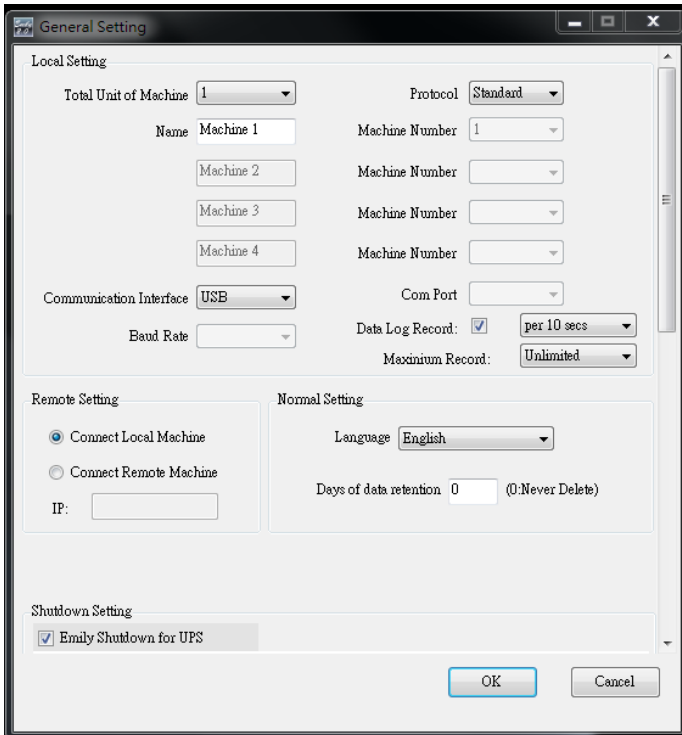 General Setting
Local Setting
Total Unit of Machine 1 Protocol Standard
Name Machine 1 Machine Number 1
Machine 2 Machine Number
Machine 3 Machine Number
Machine 4 Machine Number
Communication Interface USB Com Port
Baud Rate Data Log Record: per 10 secs
Maxinium Record: Unlimited
Remote Setting
Connect Local Machine
Connect Remote Machine
IP:
Normal Setting
Language English
Days of data retention 0 (0:Never Delete)
Shutdown Setting
Emily Shutdown for UPS
OK Cancel